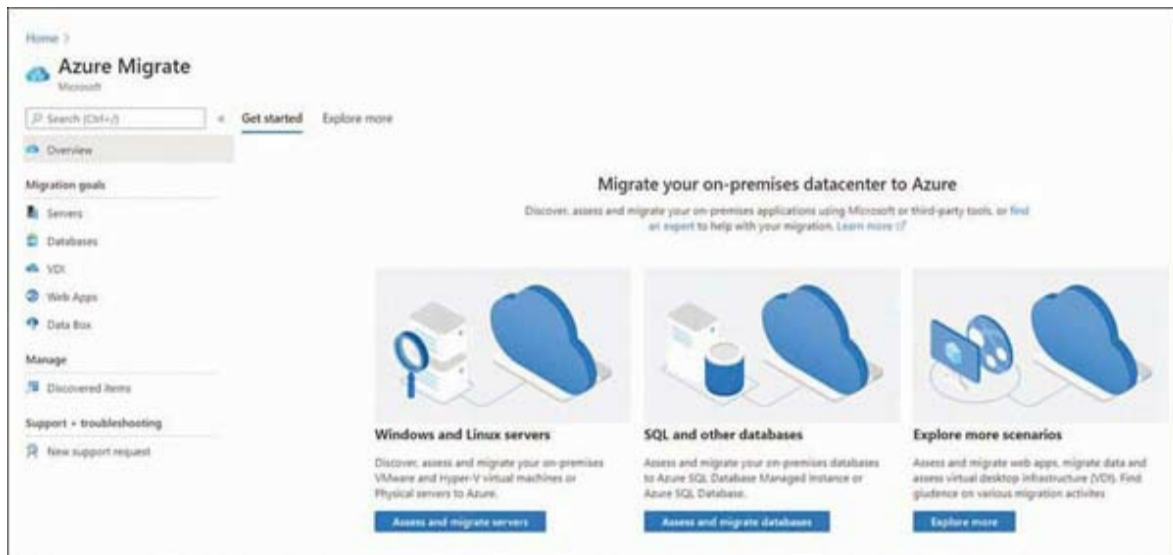 Home >
Azure Migrate
Microsoft
Search (Ctrl+/)
«
Get started
Explore more
Overview
Migration goals
Servers
Databases
VDI
Web Apps
Data Box
Manage
Discovered items
Support + troubleshooting
New support request
Migrate your on-premises datacenter to Azure
Discover, assess and migrate your on-premises applications using Microsoft or third-party tools, or find
an expert to help with your migration. Learn more
Windows and Linux servers
Discover, assess and migrate your on-premises
VMware and Hyper-V virtual machines or
Physical servers to Azure.
Assess and migrate servers
SQL and other databases
Assess and migrate your on-premises databases
to Azure SQL Database Managed Instance or
Azure SQL Database.
Assess and migrate databases
Explore more scenarios
Assess and migrate web apps, migrate data and
assess virtual desktop infrastructure (VDI). Find
giudence on various migration activites
Explore more